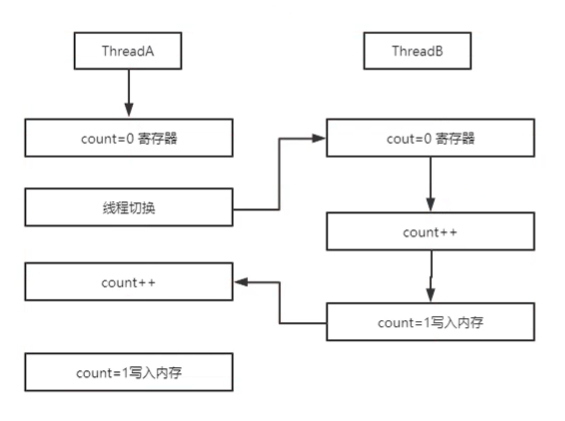 ThreadA
ThreadB
count=0 寄存器
cout=0 寄存器
线程切换
count++
count++
count=1写入内存
count=1写入内存